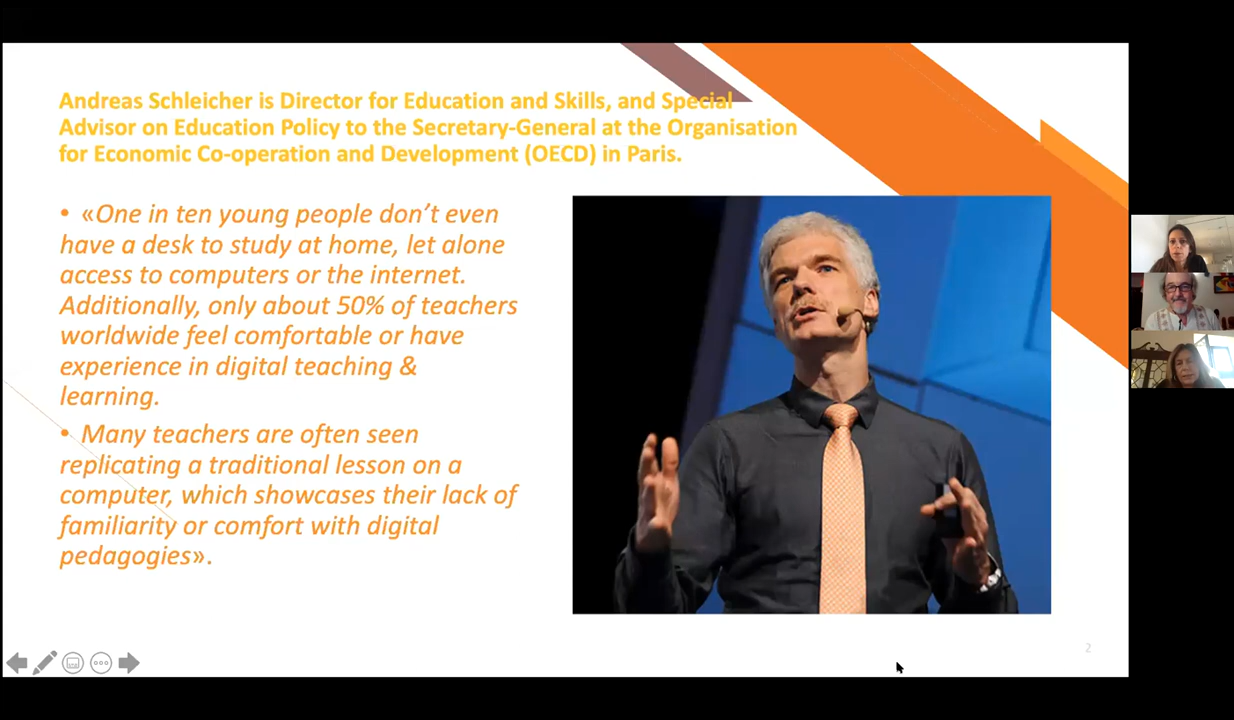 Andreas Schleicher is Director for Education and Skills, and Special
Advisor on Education Policy to the Secretary-General at the Organisation
for Economic Co-operation and Development (OECD) in Paris.
• «One in ten young people don’t even
have a desk to study at home, let alone
access to computers or the internet.
Additionally, only about 50% of teachers
worldwide feel comfortable or have
experience in digital teaching &
learning.
• Many teachers are often seen
replicating a traditional lesson on a
computer, which showcases their lack of
familiarity or comfort with digital
pedagogies».
2